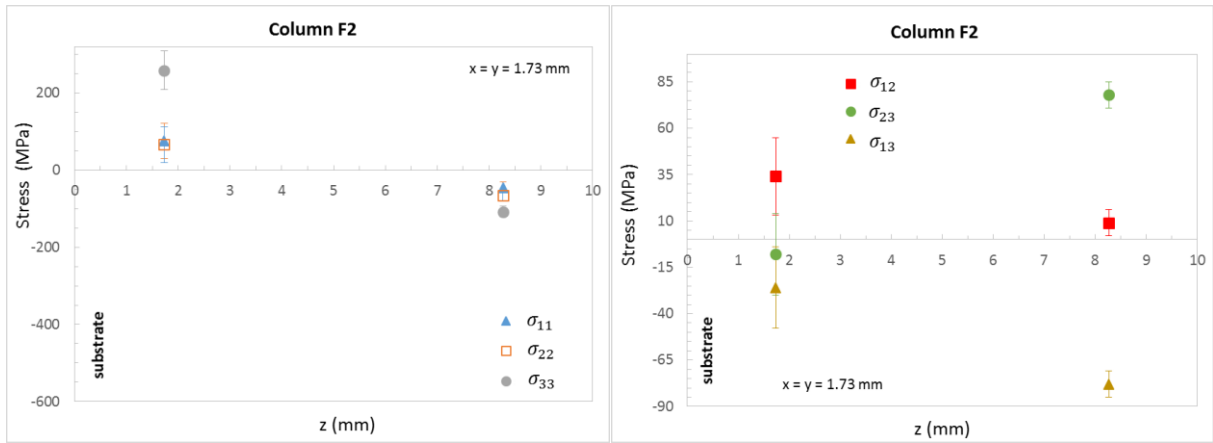 Column F2
x = y = 1.73 mm
200
0
0 1 2 3 4 5 6 7 8 9 10
-200
-400
-600
Stress (MPa)
substrate
σ11
σ22
σ33
z (mm)
Column F2
85
60
35
10
-15
-40
-65
-90
σ12
σ23
σ13
0 1 2 3 4 5 6 7 8 9 10
Stress (MPa)
substrate
x = y = 1.73 mm
z (mm)